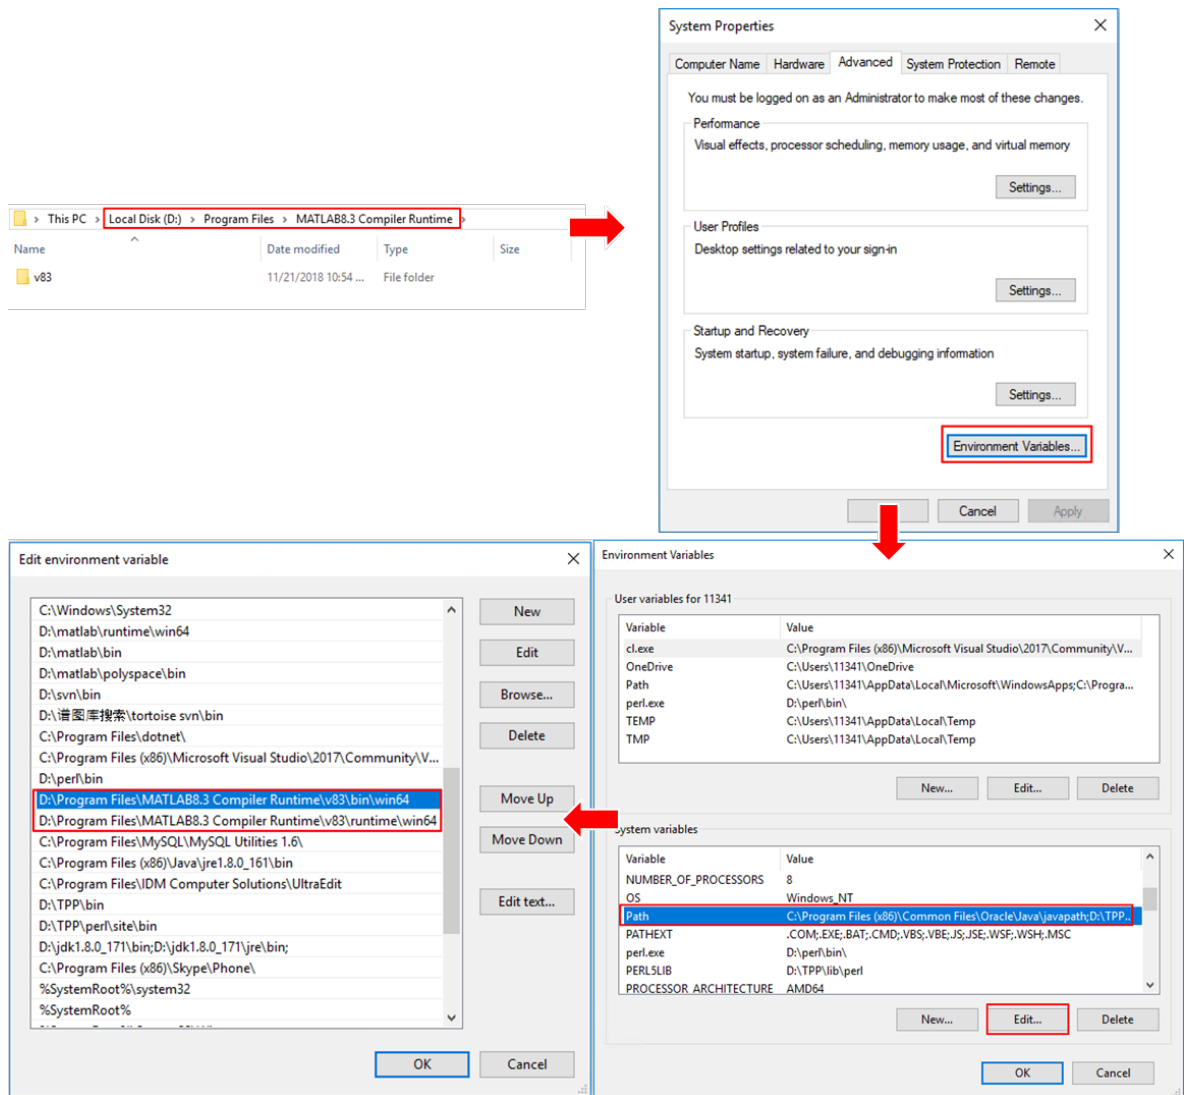 System Properties
Computer Name Hardware Advanced System Protection Remote
You must be logged on as an Administrator to make most of these changes.
Performance
Visual effects, processor scheduling, memory usage, and virtual memory
Settings...
User Profiles
Desktop settings related to your sign-in
Settings...
Startup and Recovery
System startup, system failure, and debugging information
Settings...
Environment Variables...
Cancel Apply
This PC > Local Disk (D:) > Program Files > MATLAB8.3 Compiler Runtime >
Name Date modified Type Size
v83 11/21/2018 10:54 ... File folder
Edit environment variable
C:\Windows\System32
D:\matlab\runtime\win64
D:\matlab\bin
D:\matlab\polyspace\bin
D:\svn\bin
D:\谱图库搜索\tortoise svn\bin
C:\Program Files\dotnet\
C:\Program Files (x86)\Microsoft Visual Studio\2017\Community\V...
D:\perl\bin
D:\Program Files\MATLAB8.3 Compiler Runtime\v83\bin\win64
D:\Program Files\MATLAB8.3 Compiler Runtime\v83\runtime\win64
C:\Program Files\MySQL\MySQL Utilities 1.6\
C:\Program Files (x86)\Java\jre1.8.0_161\bin
C:\Program Files\IDM Computer Solutions\UltraEdit
D:\TPP\bin
D:\TPP\perl\site\bin
D:\jdk1.8.0_171\bin;D:\jdk1.8.0_171\jre\bin;
C:\Program Files (x86)\Skype\Phone\
%SystemRoot%\system32
%SystemRoot%
New
Edit
Browse...
Delete
Move Up
Move Down
Edit text...
OK Cancel
Environment Variables
User variables for 11341
Variable Value
cl.exe C:\Program Files (x86)\Microsoft Visual Studio\2017\Community\V...
OneDrive C:\Users\11341\OneDrive
Path C:\Users\11341\AppData\Local\Microsoft\WindowsApps;C:\Progra...
perl.exe D:\perl\bin\
TEMP C:\Users\11341\AppData\Local\Temp
TMP C:\Users\11341\AppData\Local\Temp
New... Edit... Delete
System variables
Variable Value
NUMBER_OF_PROCESSORS 8
OS Windows_NT
Path C:\Program Files (x86)\Common Files\Oracle\Java\javapath;D:\TPP...
PATHEXT .COM;.EXE;.BAT;.CMD;.VBS;.VBE;.JS;.JSE;.WSF;.WSH;.MSC
perl.exe D:\perl\bin\
PERL5LIB D:\TPP\lib\perl
PROCESSOR_ARCHITECTURE AMD64
New... Edit... Delete
OK Cancel